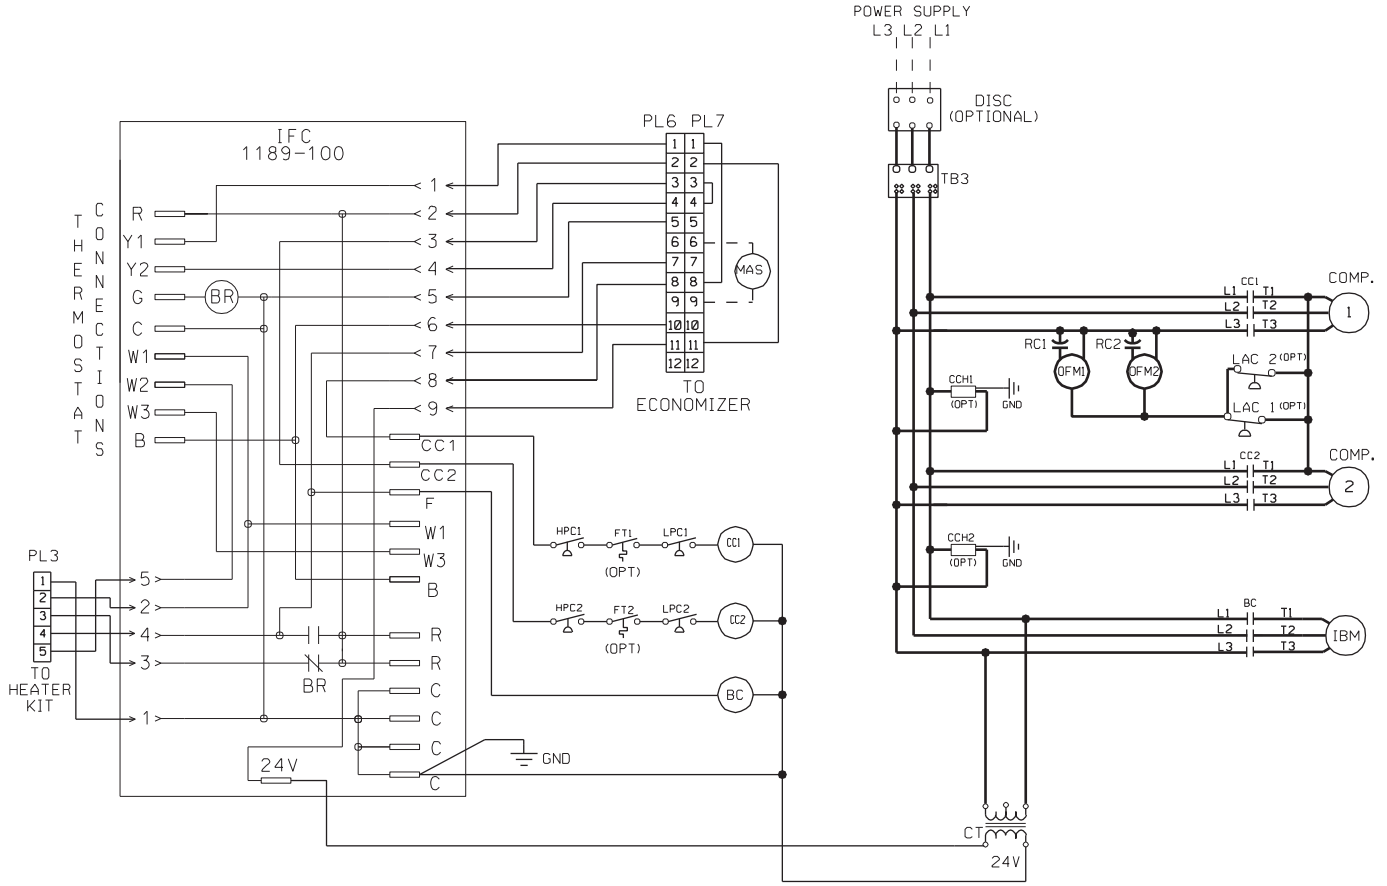 POWER SUPPLY
L3 L2 L1
DISC
(OPTIONAL)
TB3
IFC
1189-100
THERMOSTAT
CONNECTIONS
R
Y1
Y2
G
BR
C
W1
W2
W3
B
1
2
3
4
5
6
7
8
9
CC1
CC2
F
W1
W3
B
R
R
C
C
C
C
PL3
1
2
3
4
5
TO
HEATER
KIT
5
2
4
3
1
BR
24V
GND
PL6 PL7
1 1
2 2
3 3
4 4
5 5
6 6
7 7
8 8
9 9
10 10
11 11
12 12
TO
ECONOMIZER
MAS
HPC1 FT1 LPC1 CC1
(OPT)
HPC2 FT2 LPC2 CC2
(OPT)
BC
COMP.
CC1
L1 T1
L2 T2
L3 T3
1
RC1 RC2
OFM1 OFM2
LAC 2 (OPT)
LAC 1 (OPT)
CCH1
(OPT)
GND
COMP.
CC2
L1 T1
L2 T2
L3 T3
2
CCH2
(OPT)
GND
BC
L1 T1
L2 T2
L3 T3
IBM
CT
24V